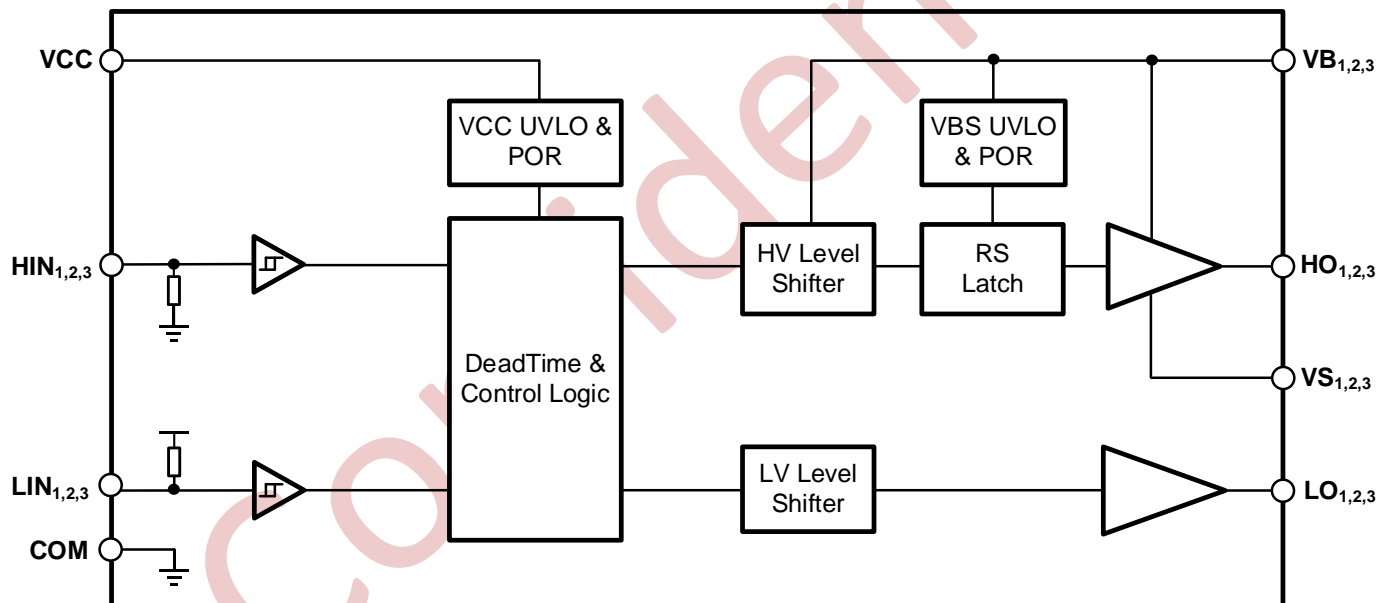 VCC
VB1,2,3
VCC UVLO &
POR
VBS UVLO
& POR
HIN1,2,3
HV Level
Shifter
RS
Latch
HO1,2,3
DeadTime &
Control Logic
VS1,2,3
LIN1,2,3
LV Level
Shifter
LO1,2,3
COM